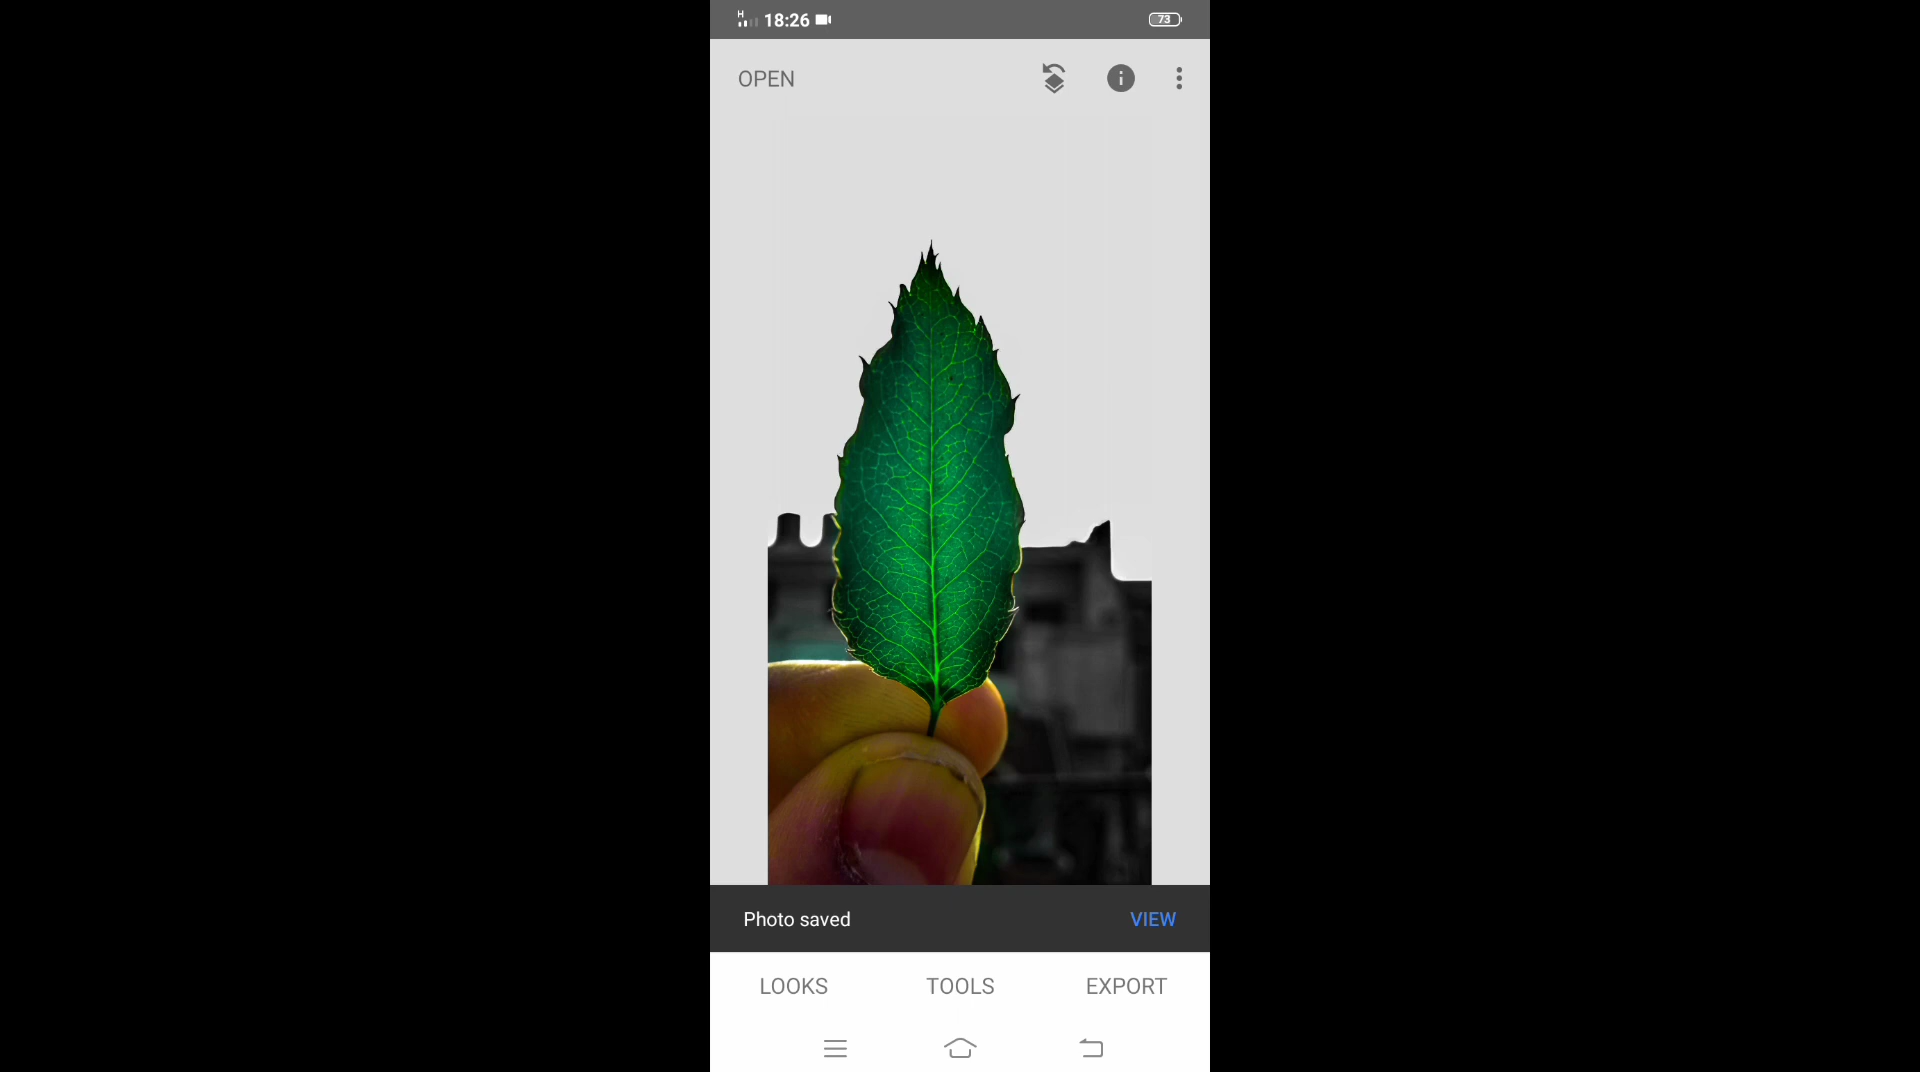 H
18:26
73
OPEN
Photo saved
VIEW
LOOKS
TOOLS
EXPORT